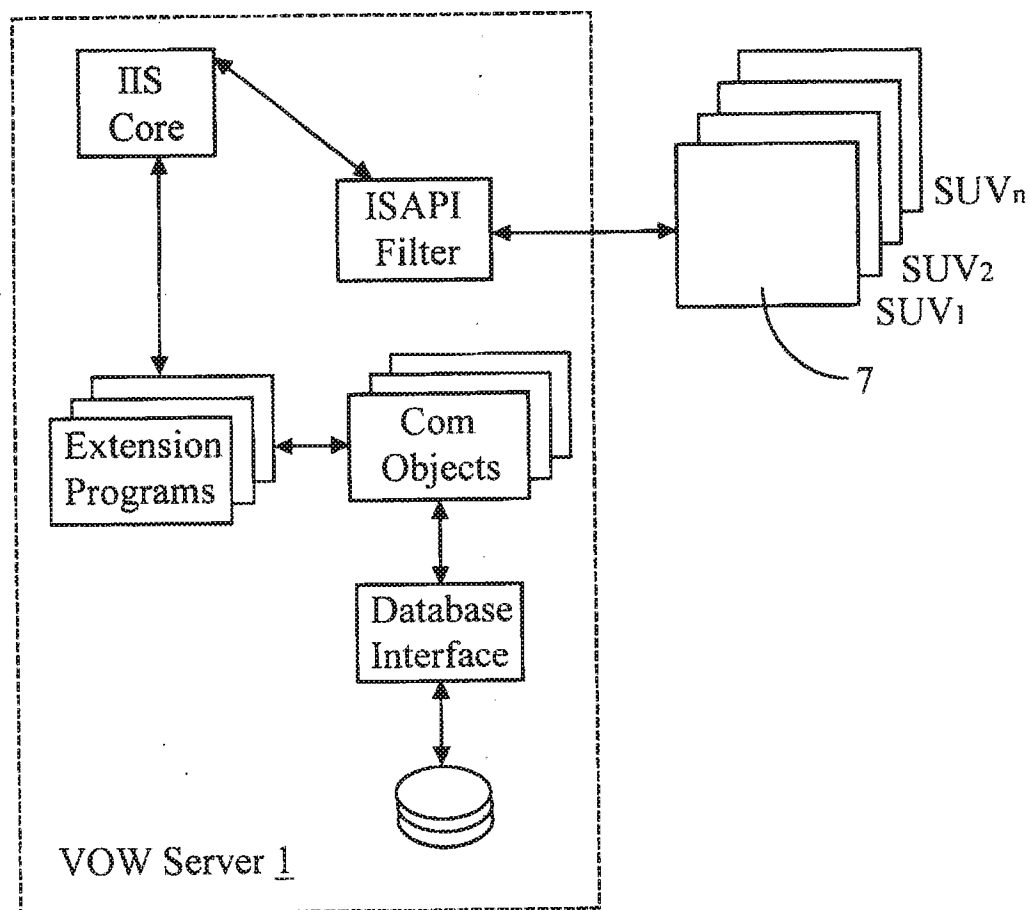 IIS
Core
ISAPI
Filter
SUVn
SUV2
SUV1
7
Extension
Programs
Com
Objects
Database
Interface
VOW Server 1